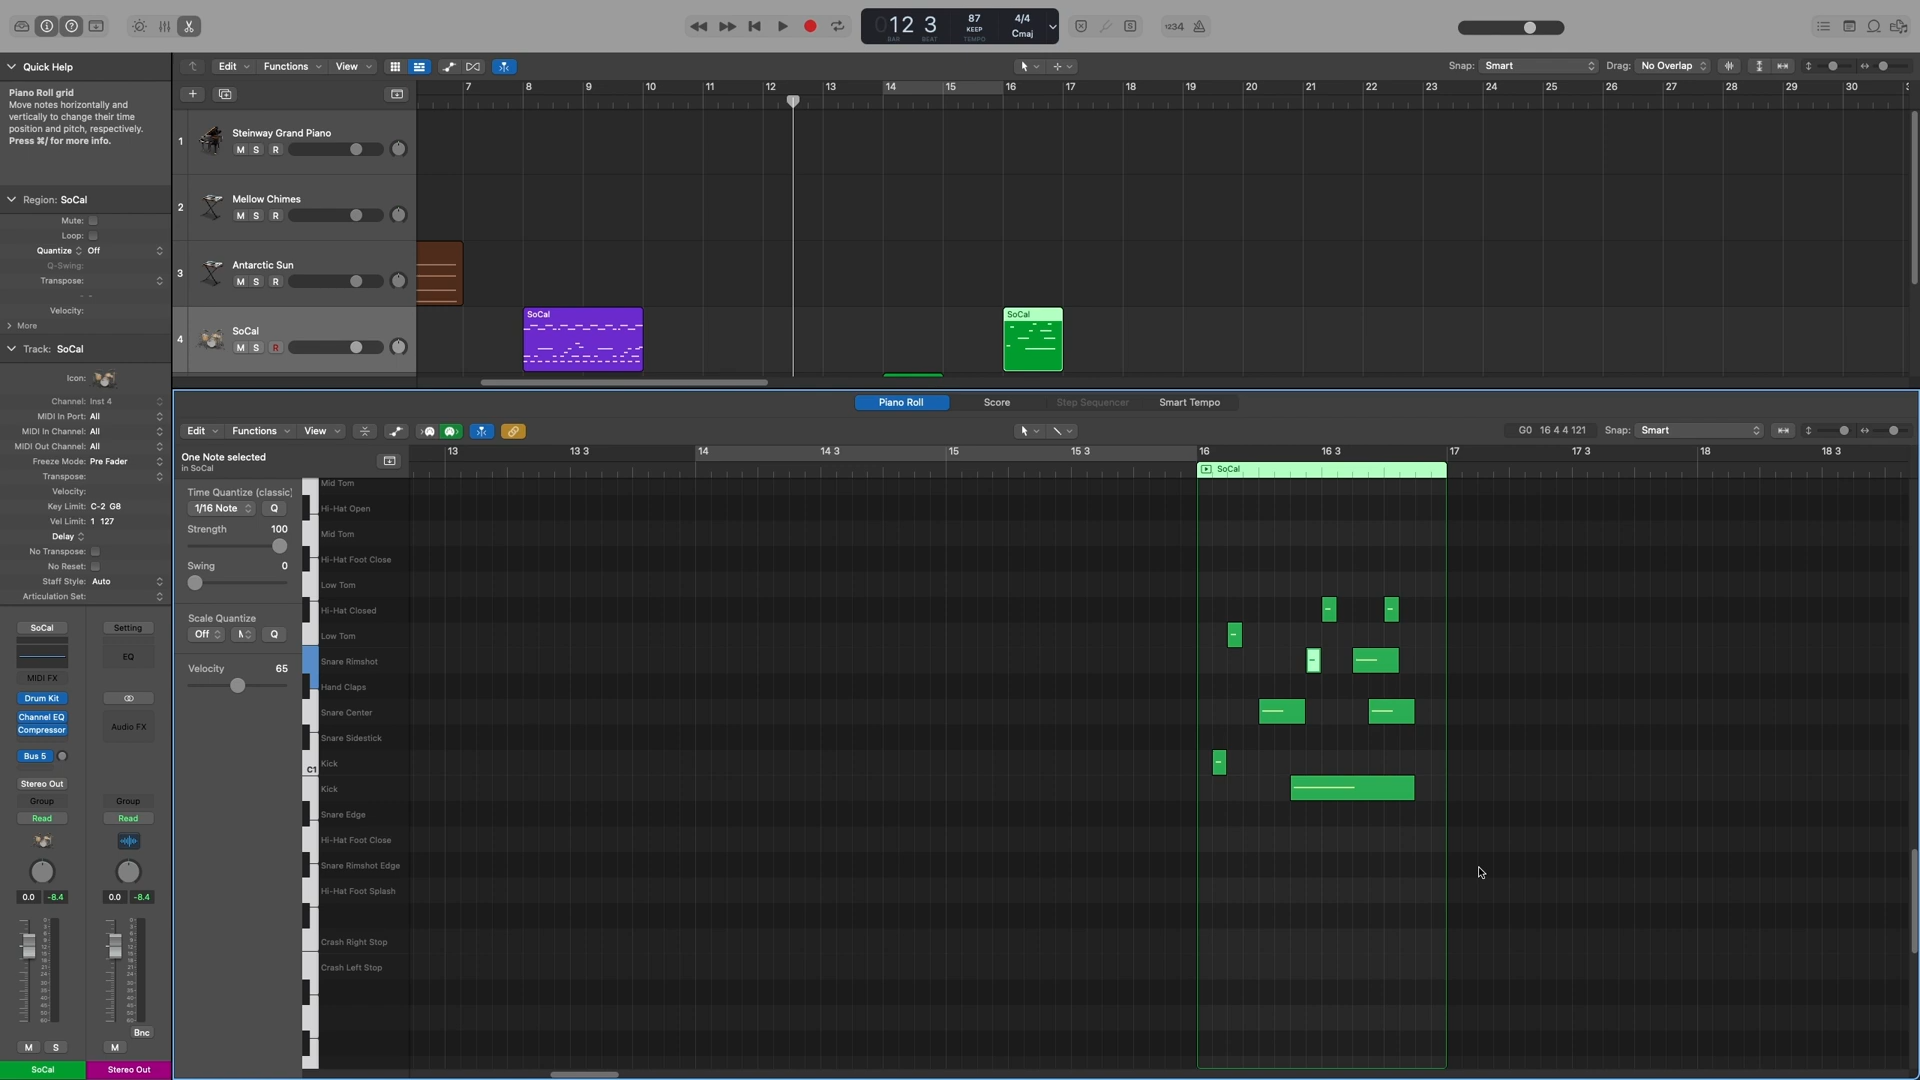 12 3
BAR BEAT
87
KEEP
TEMPO
4/4
Cmaj
1234
Quick Help
Piano Roll grid
Move notes horizontally and
vertically to change their time
position and pitch, respectively.
Press ⌘/ for more info.
Region: SoCal
Mute:
Loop:
Quantize Off
Q-Swing:
Transpose:
Velocity:
More
Track: SoCal
Icon:
Channel: Inst 4
MIDI In Port: All
MIDI In Channel: All
MIDI Out Channel: All
Freeze Mode: Pre Fader
Transpose:
Velocity:
Key Limit: C-2 G8
Vel Limit: 1 127
Delay
No Transpose:
No Reset:
Staff Style: Auto
Articulation Set:
SoCal Setting
EQ
MIDI FX
Drum Kit
Channel EQ
Compressor
Audio FX
Bus 5
Stereo Out
Group Group
Read Read
0.0 -8.4 0.0 -8.4
Bnc
M S M
SoCal Stereo Out
Edit Functions View
Snap: Smart Drag: No Overlap
7 8 9 10 11 12 13 14 15 16 17 18 19 20 21 22 23 24 25 26 27 28 29 30
1 Steinway Grand Piano
M S R
2 Mellow Chimes
M S R
3 Antarctic Sun
M S R
4 SoCal
M S R
SoCal SoCal
Piano Roll Score Step Sequencer Smart Tempo
Edit Functions View
G0 16 4 4 121 Snap: Smart
One Note selected
in SoCal
13 13 3 14 14 3 15 15 3 16 16 3 17 17 3 18 18 3
SoCal
Time Quantize (classic)
1/16 Note Q
Strength 100
Swing 0
Scale Quantize
Off Q
Velocity 65
Mid Tom
Hi-Hat Open
Mid Tom
Hi-Hat Foot Close
Low Tom
Hi-Hat Closed
Low Tom
Snare Rimshot
Hand Claps
Snare Center
Snare Sidestick
C1 Kick
Kick
Snare Edge
Hi-Hat Foot Close
Snare Rimshot Edge
Hi-Hat Foot Splash
Crash Right Stop
Crash Left Stop